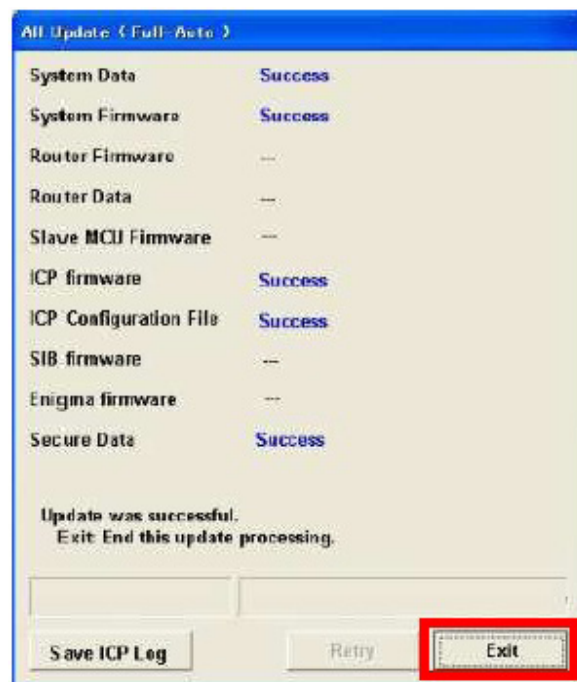 All Update ( Full-Auto )
System Data Success
System Firmware Success
Router Firmware ---
Router Data ---
Slave MCU Firmware ---
ICP firmware Success
ICP Configuration File Success
SIB firmware ---
Enigma firmware ---
Secure Data Success
Update was successful.
Exit: End this update processing.
Save ICP Log Retry Exit